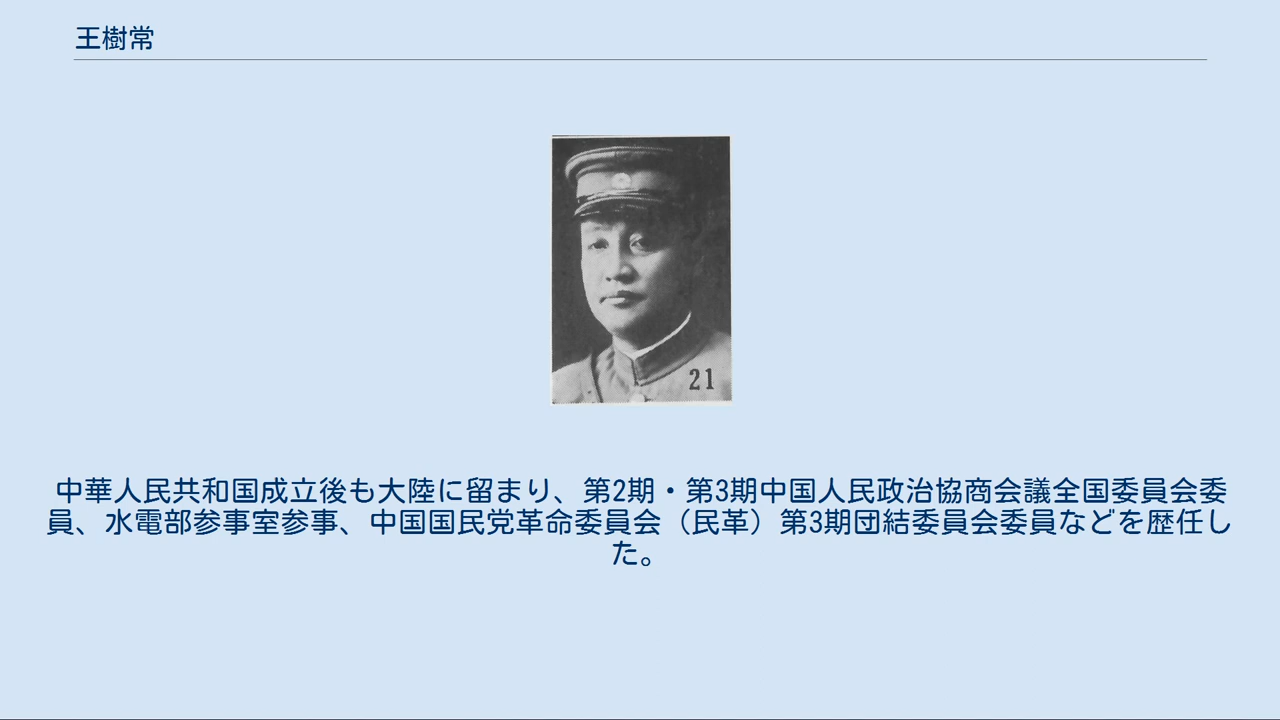 王樹常
21
中華人民共和国成立後も大陸に留まり、第2期・第3期中国人民政治協商会議全国委員会委
員、水電部参事室参事、中国国民党革命委員会（民革）第3期団結委員会委員などを歴任し
た。